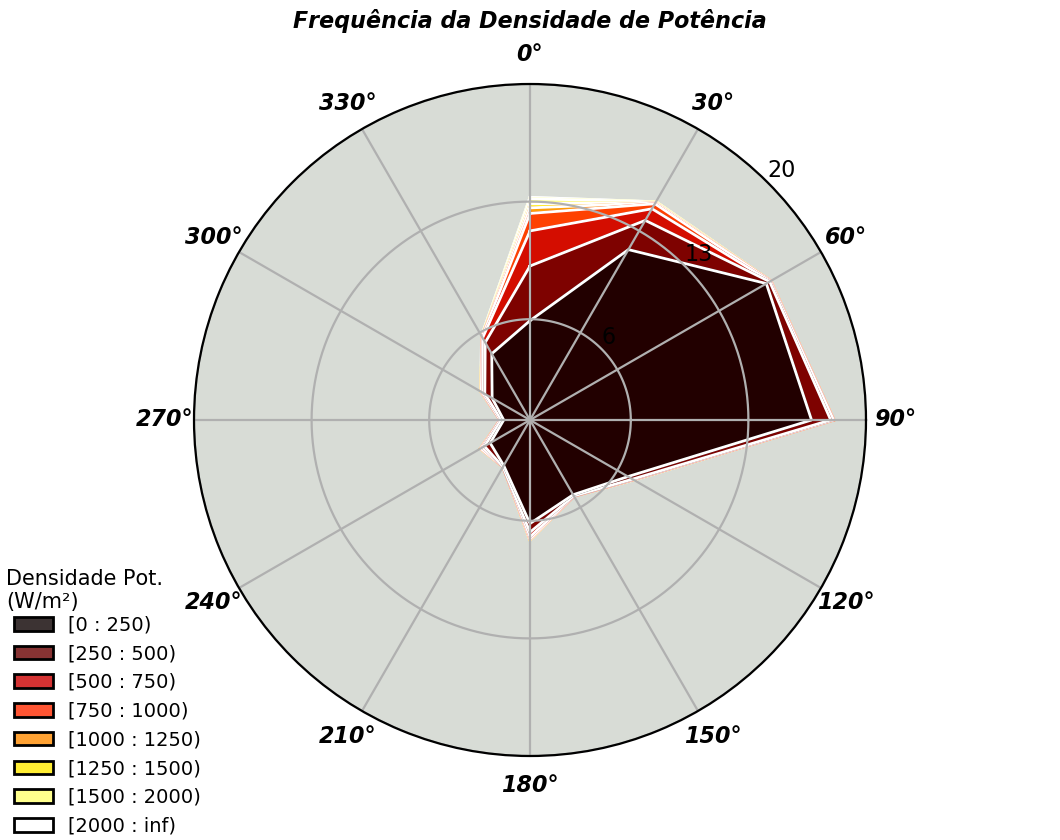 Frequência da Densidade de Potência
0°
330°
30°
20
300°
60°
13
6
270°
90°
240°
120°
210°
150°
180°
Densidade Pot.
(W/m²)
[0 : 250)
[250 : 500)
[500 : 750)
[750 : 1000)
[1000 : 1250)
[1250 : 1500)
[1500 : 2000)
[2000 : inf)